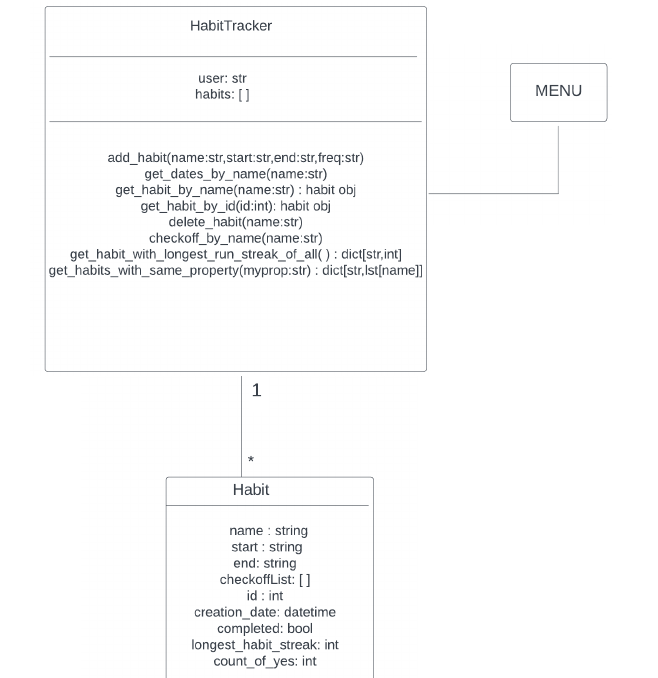 HabitTracker
user: str
habits: [ ]
MENU
add_habit(name:str,start:str,end:str,freq:str)
get_dates_by_name(name:str)
get_habit_by_name(name:str) : habit obj
get_habit_by_id(id:int): habit obj
delete_habit(name:str)
checkoff_by_name(name:str)
get_habit_with_longest_run_streak_of_all( ) : dict[str,int]
get_habits_with_same_property(myprop:str) : dict[str,lst[name]]
1
*
Habit
name : string
start : string
end: string
checkoffList: [ ]
id : int
creation_date: datetime
completed: bool
longest_habit_streak: int
count_of_yes: int